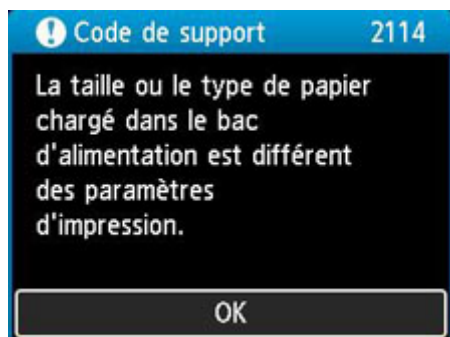 Code de support 2114
La taille ou le type de papier
chargé dans le bac
d'alimentation est différent
des paramètres
d'impression.
OK